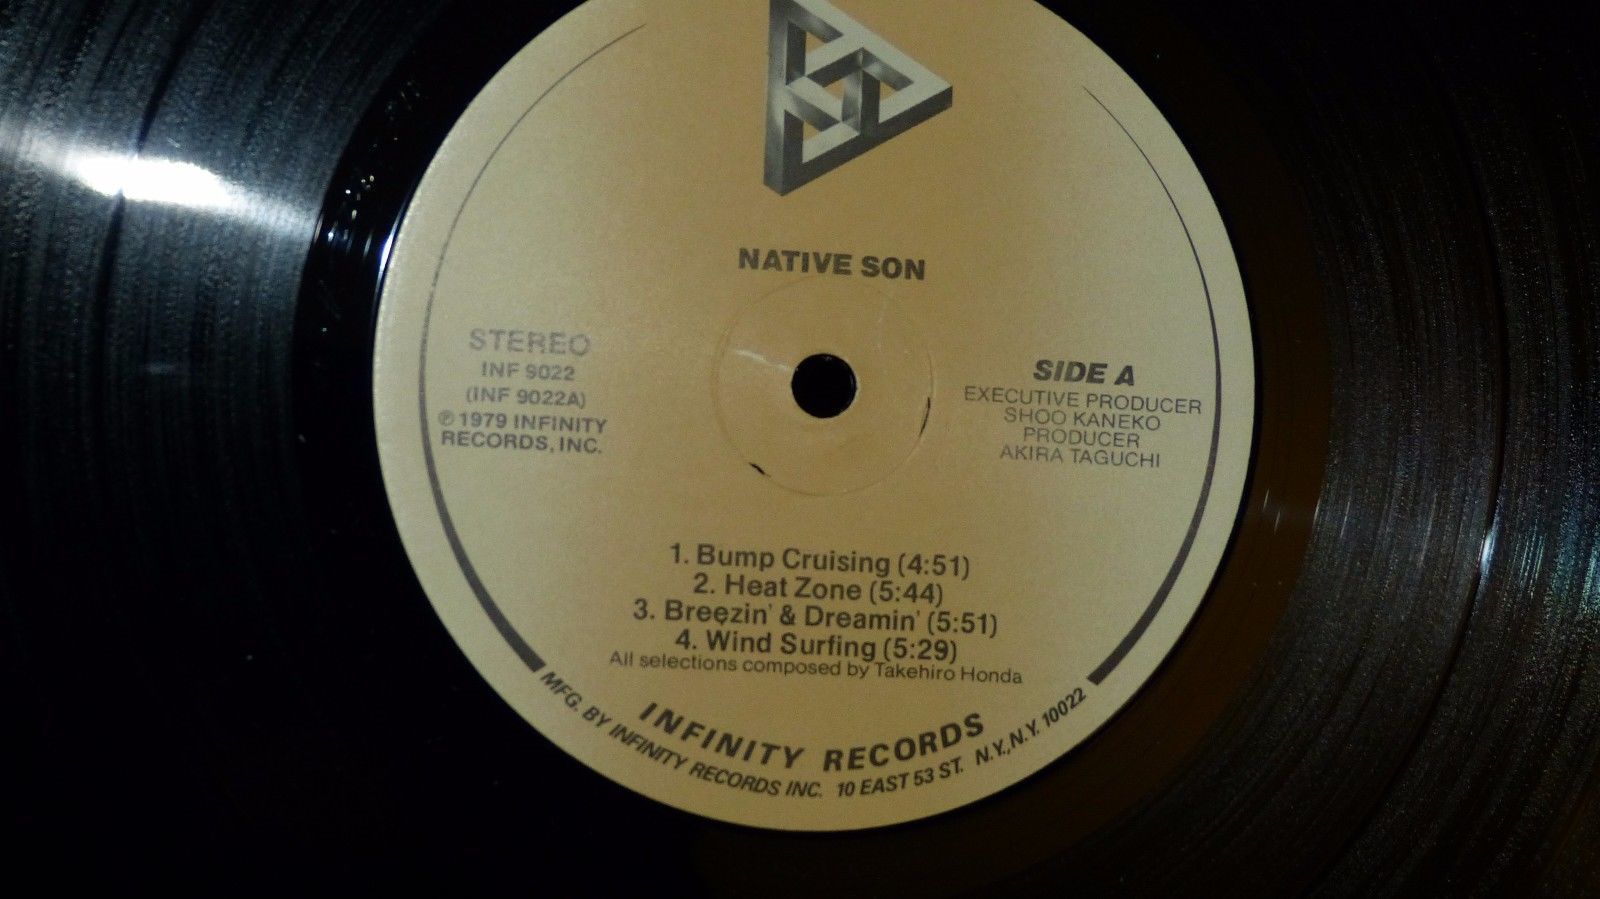 NATIVE SON
STEREO
INF 9022
(INF 9022A)
℗ 1979 INFINITY
RECORDS, INC.
SIDE A
EXECUTIVE PRODUCER
SHOO KANEKO
PRODUCER
AKIRA TAGUCHI
1. Bump Cruising (4:51)
2. Heat Zone (5:44)
3. Breezin' & Dreamin' (5:51)
4. Wind Surfing (5:29)
All selections composed by Takehiro Honda
INFINITY RECORDS
MFG. BY INFINITY RECORDS INC. 10 EAST 53 ST. N.Y., N.Y. 10022